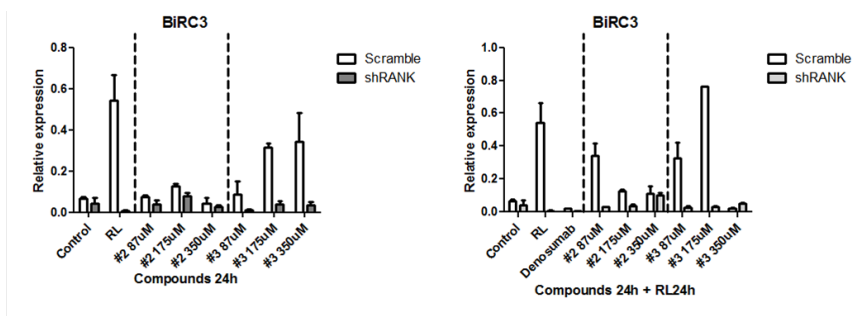 BiRC3
Relative expression
0.8
0.6
0.4
0.2
0.0
Control
RL
#2 87uM
#2 175uM
#2 350uM
#3 87uM
#3 175uM
#3 350uM
Compounds 24h
Scramble
shRANK
BiRC3
Relative expression
1.0
0.8
0.6
0.4
0.2
0.0
Control
RL
Denosumab
#2 87uM
#2 175uM
#2 350uM
#3 87uM
#3 175uM
#3 350uM
Compounds 24h + RL24h
Scramble
shRANK